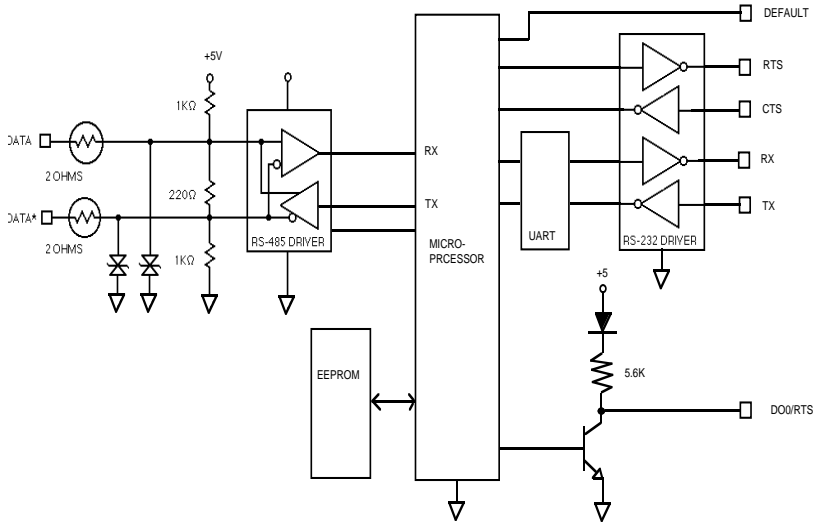 DEFAULT
+5V
RTS
1KΩ
CTS
DATA
RX
RX
2 OHMS
220Ω
TX
TX
DATA*
UART
RS-485 DRIVER
MICRO-
PRCESSOR
RS-232 DRIVER
2 OHMS
1KΩ
+5
EEPROM
5.6K
DO0/RTS